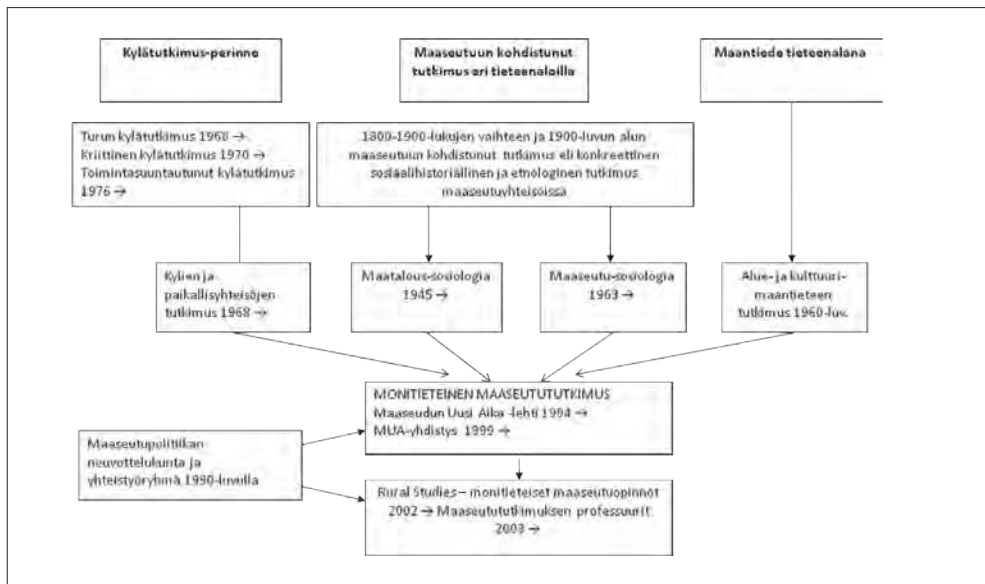 Kylätutkimus-perinne
Maaseutuun kohdistunut
tutkimus eri tieteenaloilla
Maantiede tieteenalana
Turun kylätutkimus 1968 →
Kriittinen kylätutkimus 1970 →
Toimintasuuntautunut kylätutkimus
1976 →
1800-1900-lukujen vaihteen ja 1900-luvun alun
maaseutuun kohdistunut tutkimus eli konkreettinen
sosiaalihistoriallinen ja etnologinen tutkimus
maaseutuyhteisöissä
Kylien ja
paikallisyhteisöjen
tutkimus 1968 →
Maatalous-sosiologia
1945 →
Maaseutu-sosiologia
1963 →
Alue- ja kulttuuri-
maantieteen
tutkimus 1960-luv.
MONITIETEINEN MAASEUTUTUTKIMUS
Maaseudun Uusi Aika -lehti 1994 →
MUA-yhdistys 1999 →
Maaseutupolitiikan
neuvottelukunta ja
yhteistyöryhmä 1990-luvulla
Rural Studies – monitieteiset maaseutuopinnot
2002 → Maaseututukimuksen professuurit
2003 →